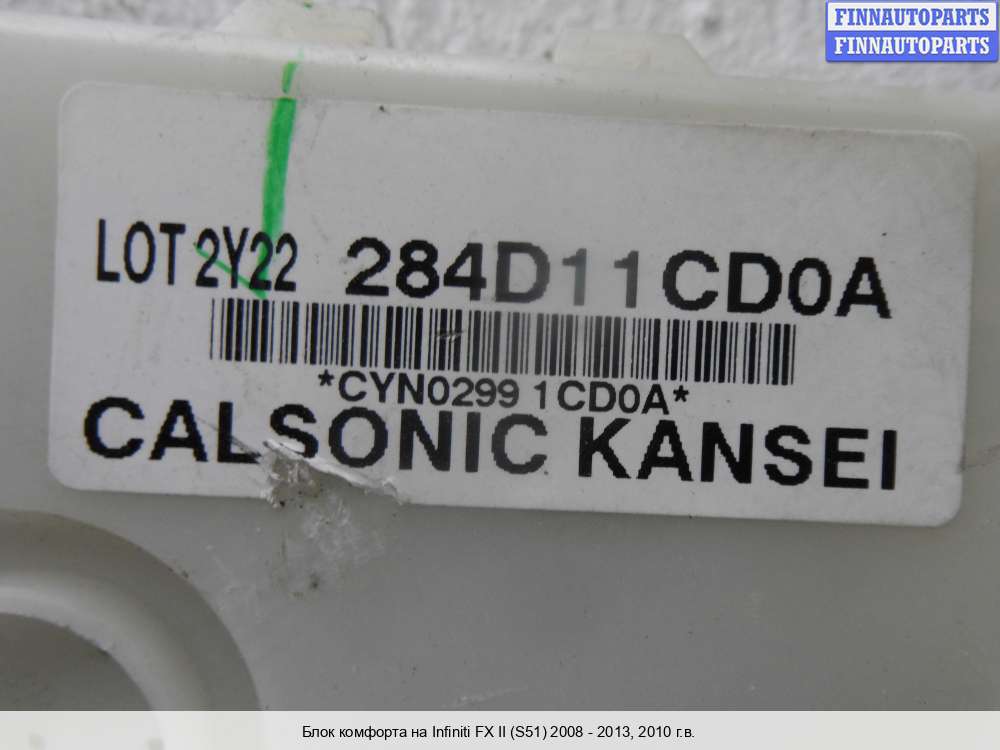 FINNAUTOPARTS
FINNAUTOPARTS
LOT 2Y22 284D11CD0A
*CYN0299 1CD0A*
CALSONIC KANSEI
Блок комфорта на Infiniti FX II (S51) 2008 - 2013, 2010 г.в.